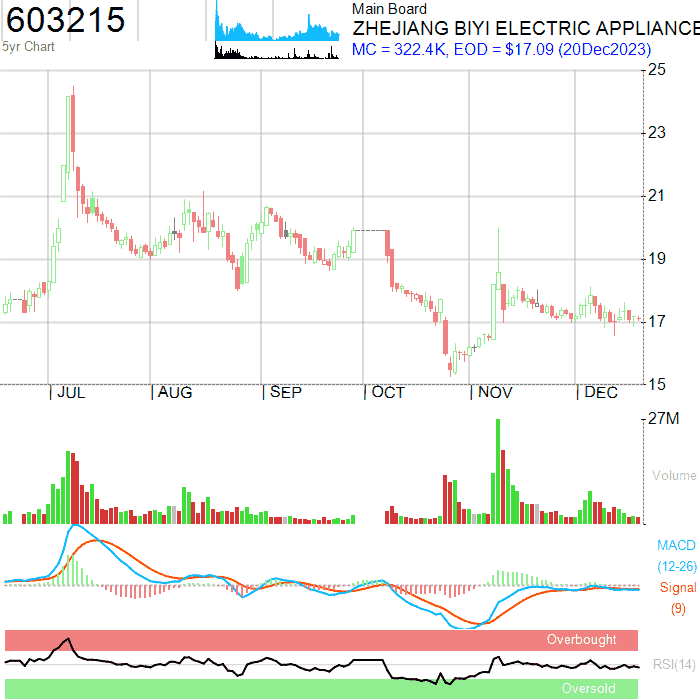 603215
5yr Chart
Main Board
ZHEJIANG BIYI ELECTRIC APPLIANCE
MC = 322.4K, EOD = $17.09 (20Dec2023)
25
23
21
19
17
15
JUL AUG SEP OCT NOV DEC
27M
Volume
MACD
(12-26)
Signal
(9)
Overbought
RSI(14)
Oversold